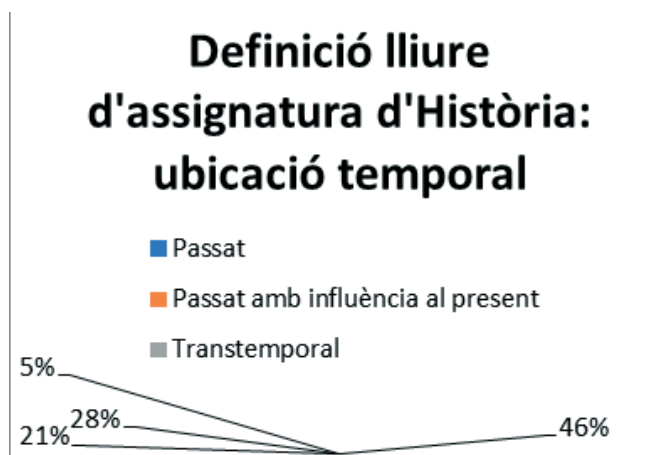 Definició lliure
d'assignatura d'Història:
ubicació temporal
Passat
Passat amb influència al present
Transtemporal
5%
28%
21%
46%